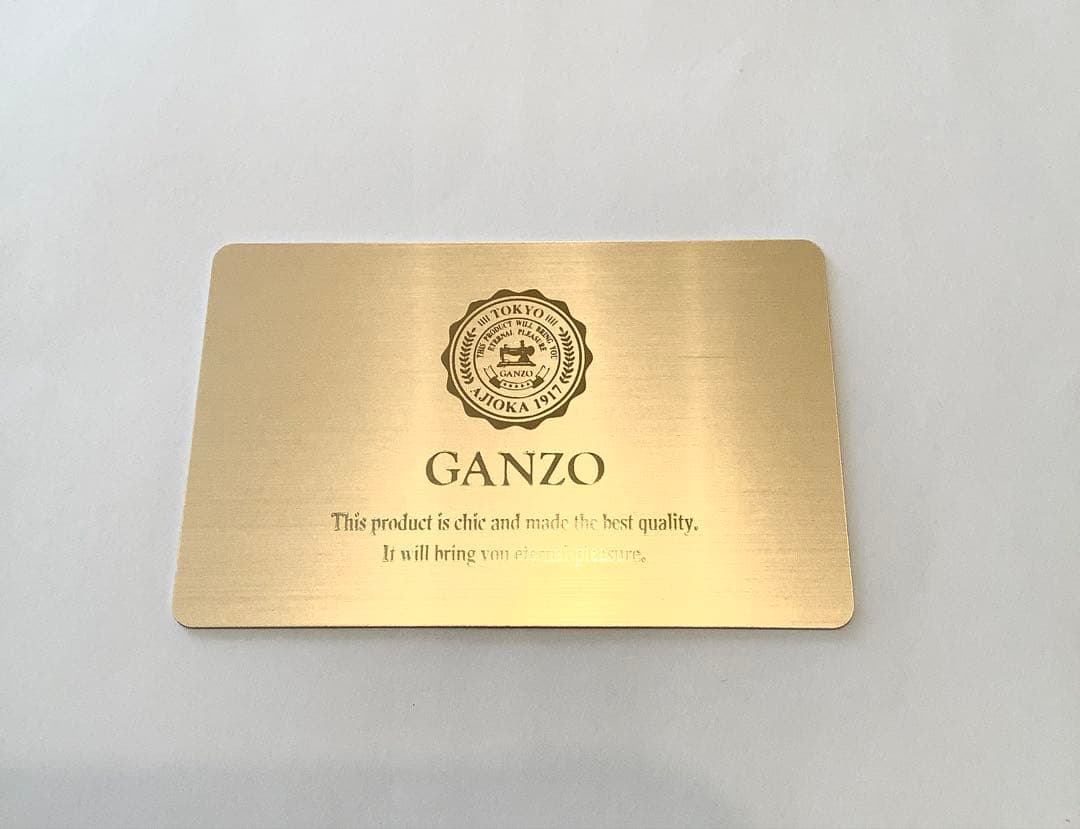 TOKYO
THIS PRODUCT WILL BRING YOU
ETERNAL PLEASURE
GANZO
AJIOKA 1917
GANZO
This product is chic and made the best quality.
It will bring you eternal pleasure.